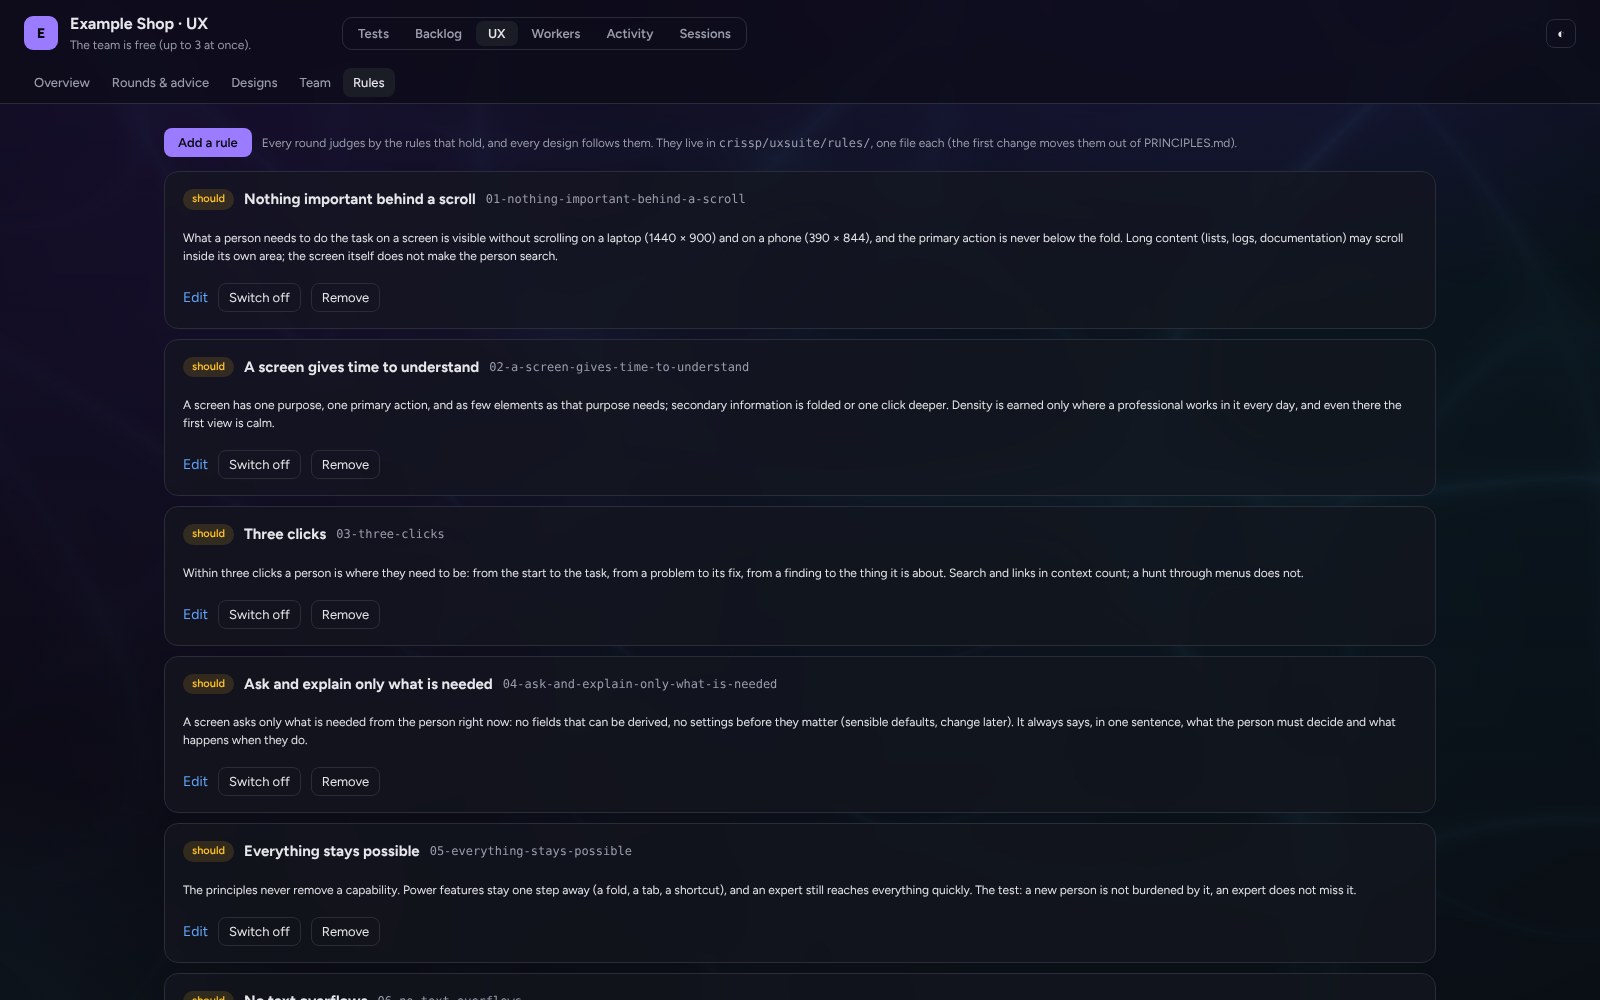 E
Example Shop · UX
The team is free (up to 3 at once).
Tests
Backlog
UX
Workers
Activity
Sessions
Overview
Rounds & advice
Designs
Team
Rules
Add a rule
Every round judges by the rules that hold, and every design follows them. They live in crissp/uxsuite/rules/, one file each (the first change moves them out of PRINCIPLES.md).
should Nothing important behind a scroll 01-nothing-important-behind-a-scroll
What a person needs to do the task on a screen is visible without scrolling on a laptop (1440 × 900) and on a phone (390 × 844), and the primary action is never below the fold. Long content (lists, logs, documentation) may scroll
inside its own area; the screen itself does not make the person search.
Edit Switch off Remove
should A screen gives time to understand 02-a-screen-gives-time-to-understand
A screen has one purpose, one primary action, and as few elements as that purpose needs; secondary information is folded or one click deeper. Density is earned only where a professional works in it every day, and even there the
first view is calm.
Edit Switch off Remove
should Three clicks 03-three-clicks
Within three clicks a person is where they need to be: from the start to the task, from a problem to its fix, from a finding to the thing it is about. Search and links in context count; a hunt through menus does not.
Edit Switch off Remove
should Ask and explain only what is needed 04-ask-and-explain-only-what-is-needed
A screen asks only what is needed from the person right now: no fields that can be derived, no settings before they matter (sensible defaults, change later). It always says, in one sentence, what the person must decide and what
happens when they do.
Edit Switch off Remove
should Everything stays possible 05-everything-stays-possible
The principles never remove a capability. Power features stay one step away (a fold, a tab, a shortcut), and an expert still reaches everything quickly. The test: a new person is not burdened by it, an expert does not miss it.
Edit Switch off Remove
should No text overflows 06-no-text-overflows